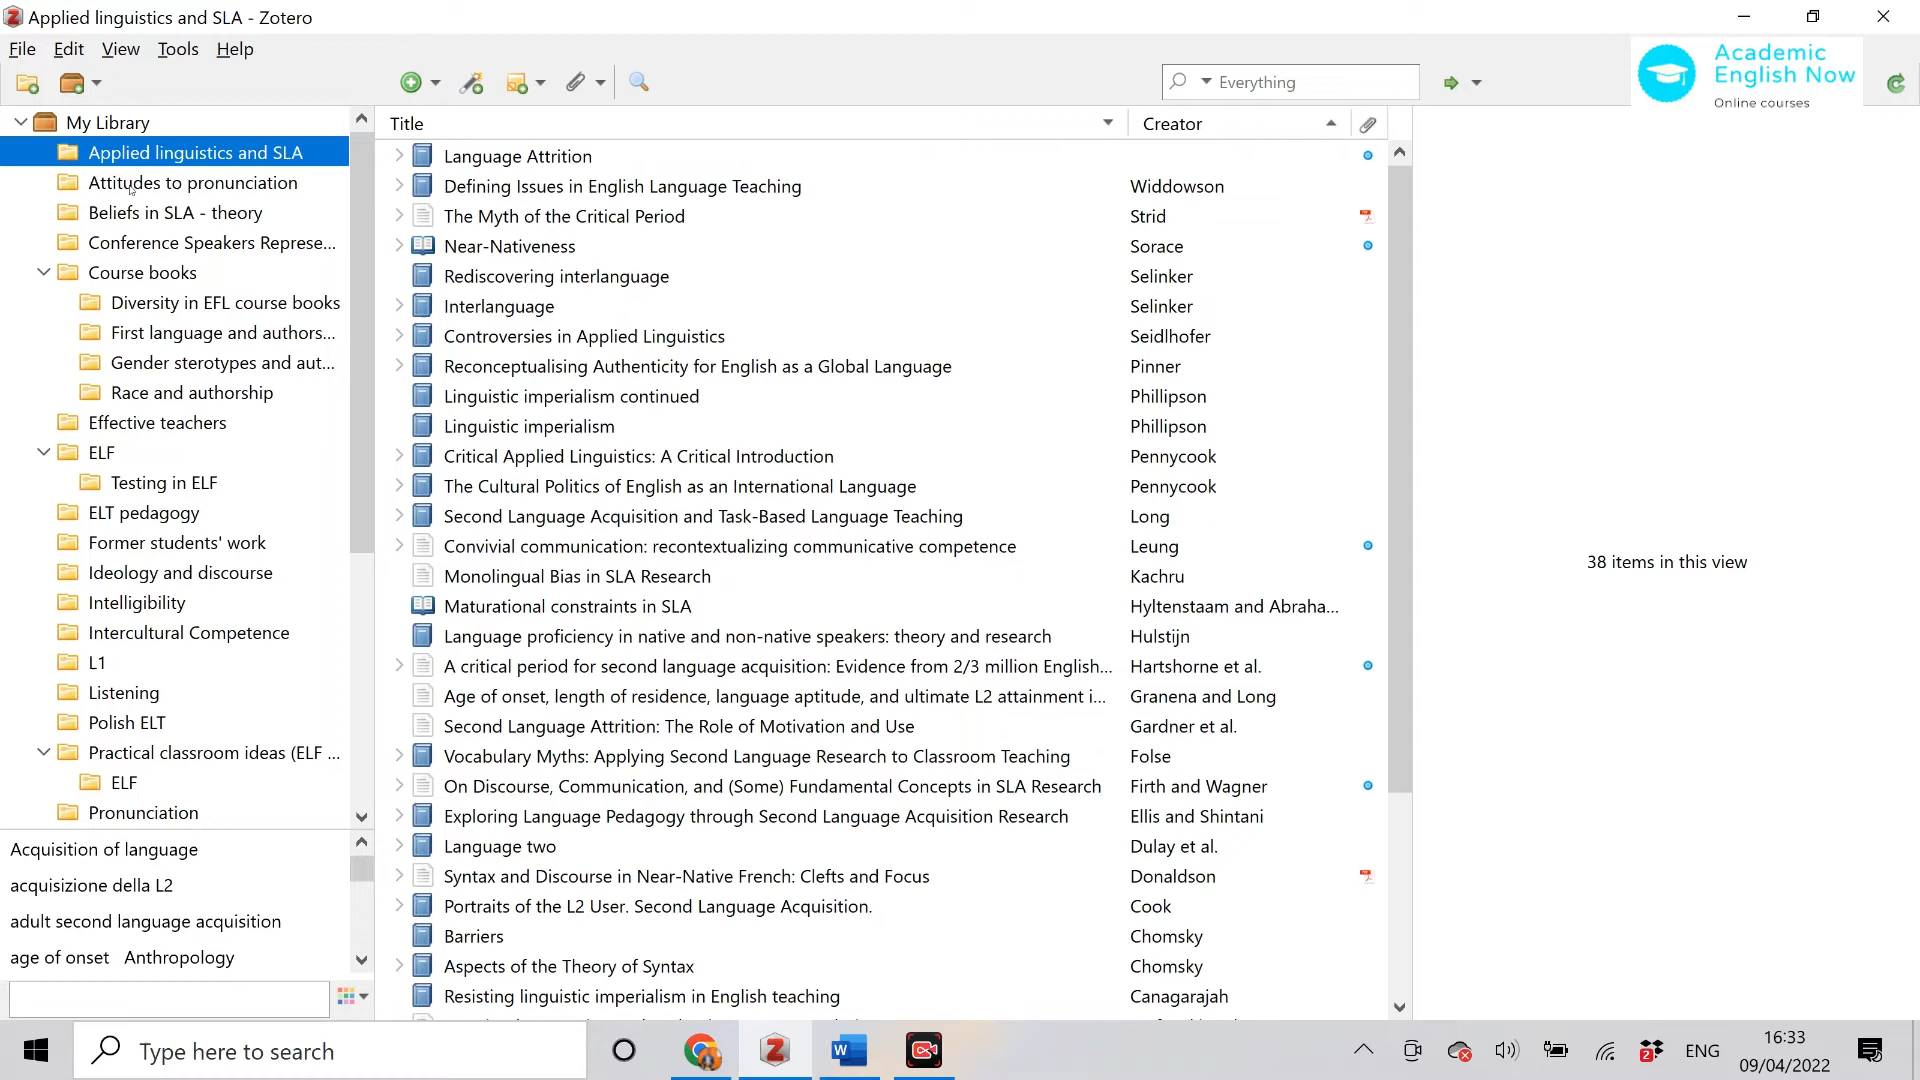 Applied linguistics and SLA - Zotero
File Edit View Tools Help
Everything
Academic
English Now
Online courses
My Library
Applied linguistics and SLA
Attitudes to pronunciation
Beliefs in SLA - theory
Conference Speakers Represe...
Course books
Diversity in EFL course books
First language and authors...
Gender sterotypes and aut...
Race and authorship
Effective teachers
ELF
Testing in ELF
ELT pedagogy
Former students' work
Ideology and discourse
Intelligibility
Intercultural Competence
L1
Listening
Polish ELT
Practical classroom ideas (ELF ...
ELF
Pronunciation
Acquisition of language
acquisizione della L2
adult second language acquisition
age of onset Anthropology
Title Creator
Language Attrition
Defining Issues in English Language Teaching Widdowson
The Myth of the Critical Period Strid
Near-Nativeness Sorace
Rediscovering interlanguage Selinker
Interlanguage Selinker
Controversies in Applied Linguistics Seidlhofer
Reconceptualising Authenticity for English as a Global Language Pinner
Linguistic imperialism continued Phillipson
Linguistic imperialism Phillipson
Critical Applied Linguistics: A Critical Introduction Pennycook
The Cultural Politics of English as an International Language Pennycook
Second Language Acquisition and Task-Based Language Teaching Long
Convivial communication: recontextualizing communicative competence Leung
Monolingual Bias in SLA Research Kachru
Maturational constraints in SLA Hyltenstaam and Abraha...
Language proficiency in native and non-native speakers: theory and research Hulstijn
A critical period for second language acquisition: Evidence from 2/3 million English... Hartshorne et al.
Age of onset, length of residence, language aptitude, and ultimate L2 attainment i... Granena and Long
Second Language Attrition: The Role of Motivation and Use Gardner et al.
Vocabulary Myths: Applying Second Language Research to Classroom Teaching Folse
On Discourse, Communication, and (Some) Fundamental Concepts in SLA Research Firth and Wagner
Exploring Language Pedagogy through Second Language Acquisition Research Ellis and Shintani
Language two Dulay et al.
Syntax and Discourse in Near-Native French: Clefts and Focus Donaldson
Portraits of the L2 User. Second Language Acquisition. Cook
Barriers Chomsky
Aspects of the Theory of Syntax Chomsky
Resisting linguistic imperialism in English teaching Canagarajah
38 items in this view
Type here to search
W
2
ENG
16:33
09/04/2022